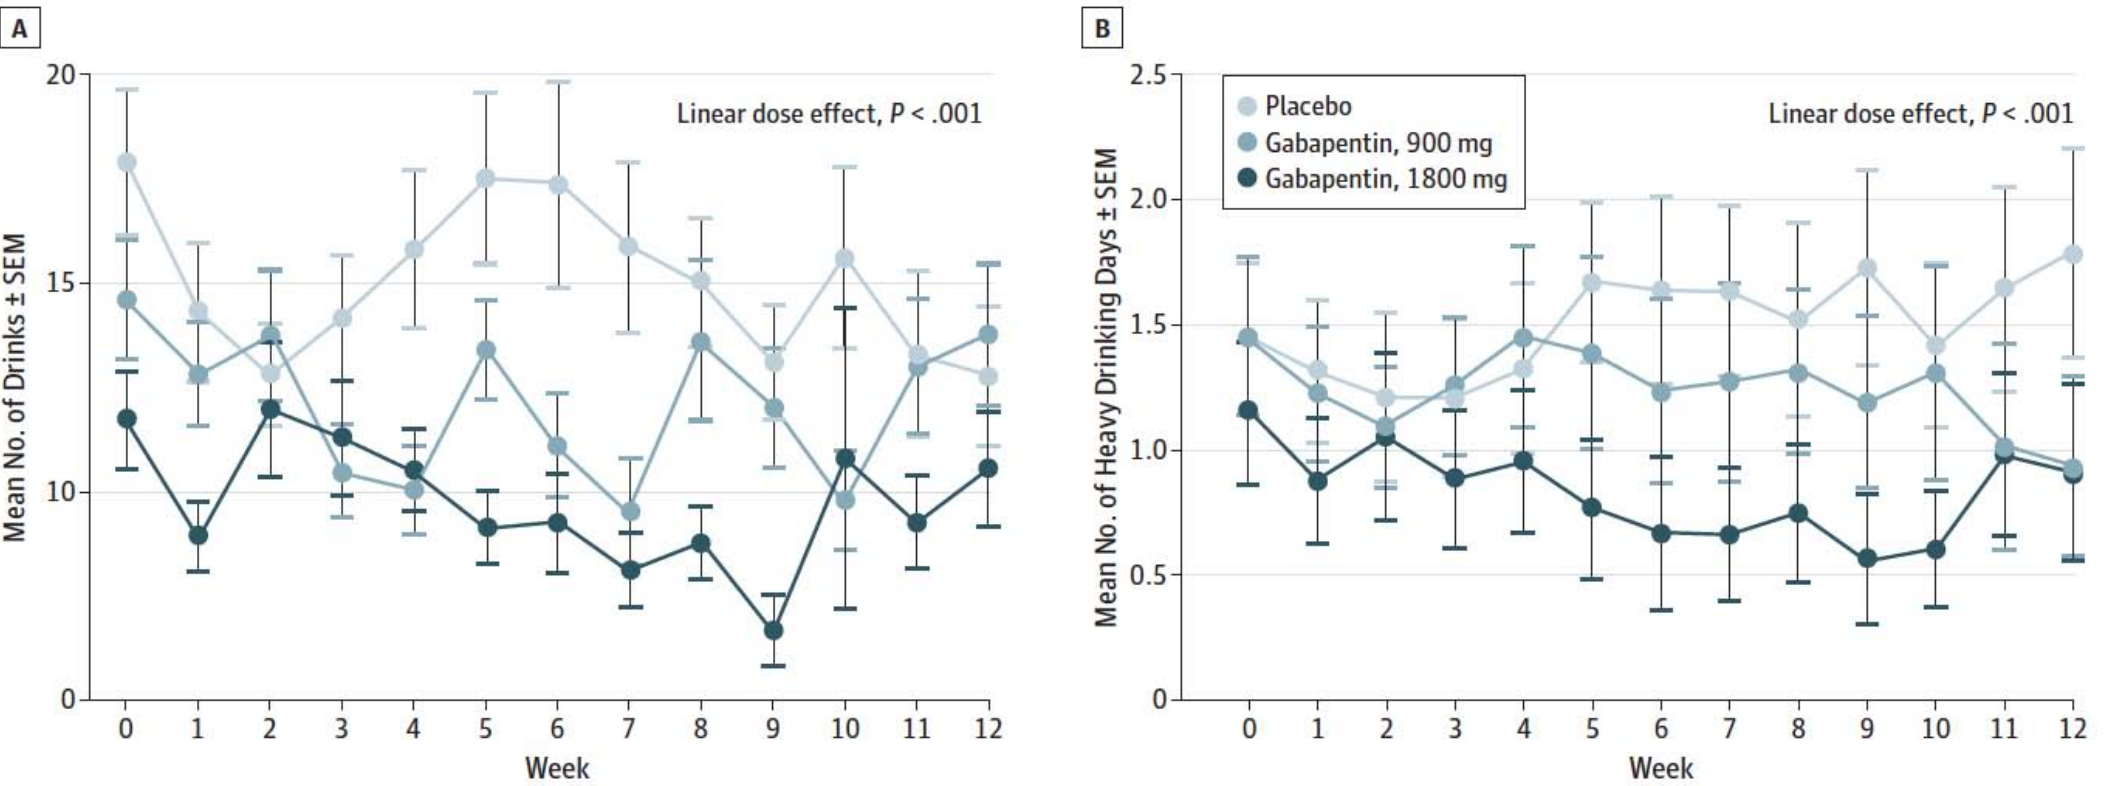 A
Mean No. of Drinks ± SEM
20
15
10
0
Linear dose effect, P < .001
0 1 2 3 4 5 6 7 8 9 10 11 12
Week
B
Mean No. of Heavy Drinking Days ± SEM
2.5
2.0
1.5
1.0
0.5
0
Placebo
Gabapentin, 900 mg
Gabapentin, 1800 mg
Linear dose effect, P < .001
0 1 2 3 4 5 6 7 8 9 10 11 12
Week